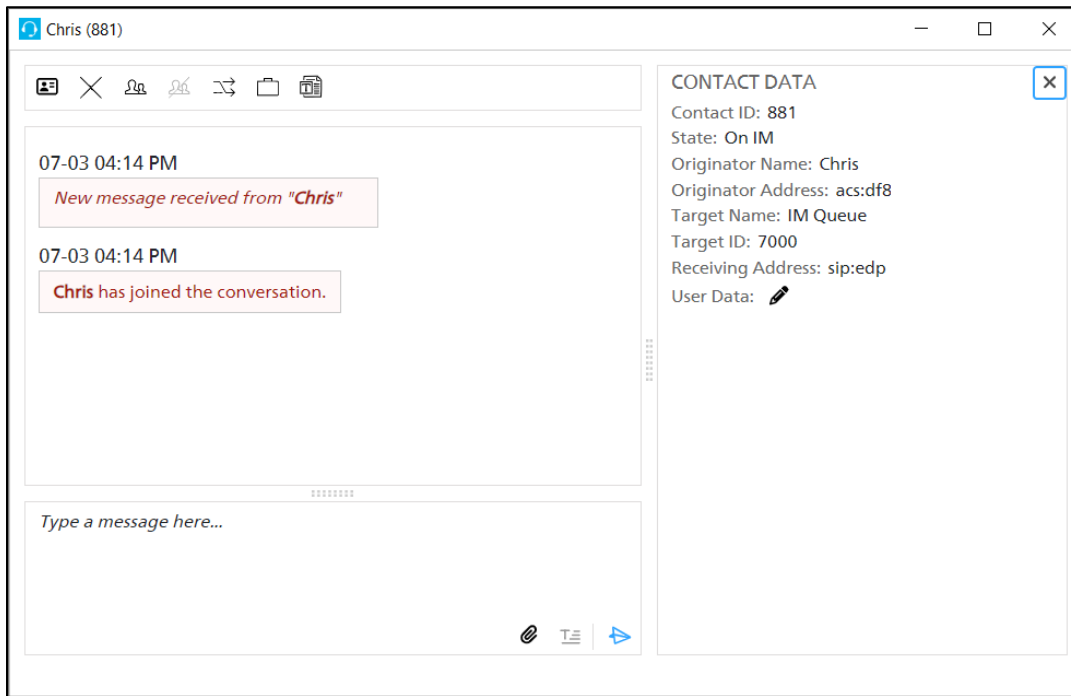 Chris (881)
07-03 04:14 PM
New message received from "Chris"
07-03 04:14 PM
Chris has joined the conversation.
Type a message here...
CONTACT DATA
Contact ID: 881
State: On IM
Originator Name: Chris
Originator Address: acs:df8
Target Name: IM Queue
Target ID: 7000
Receiving Address: sip:edp
User Data: